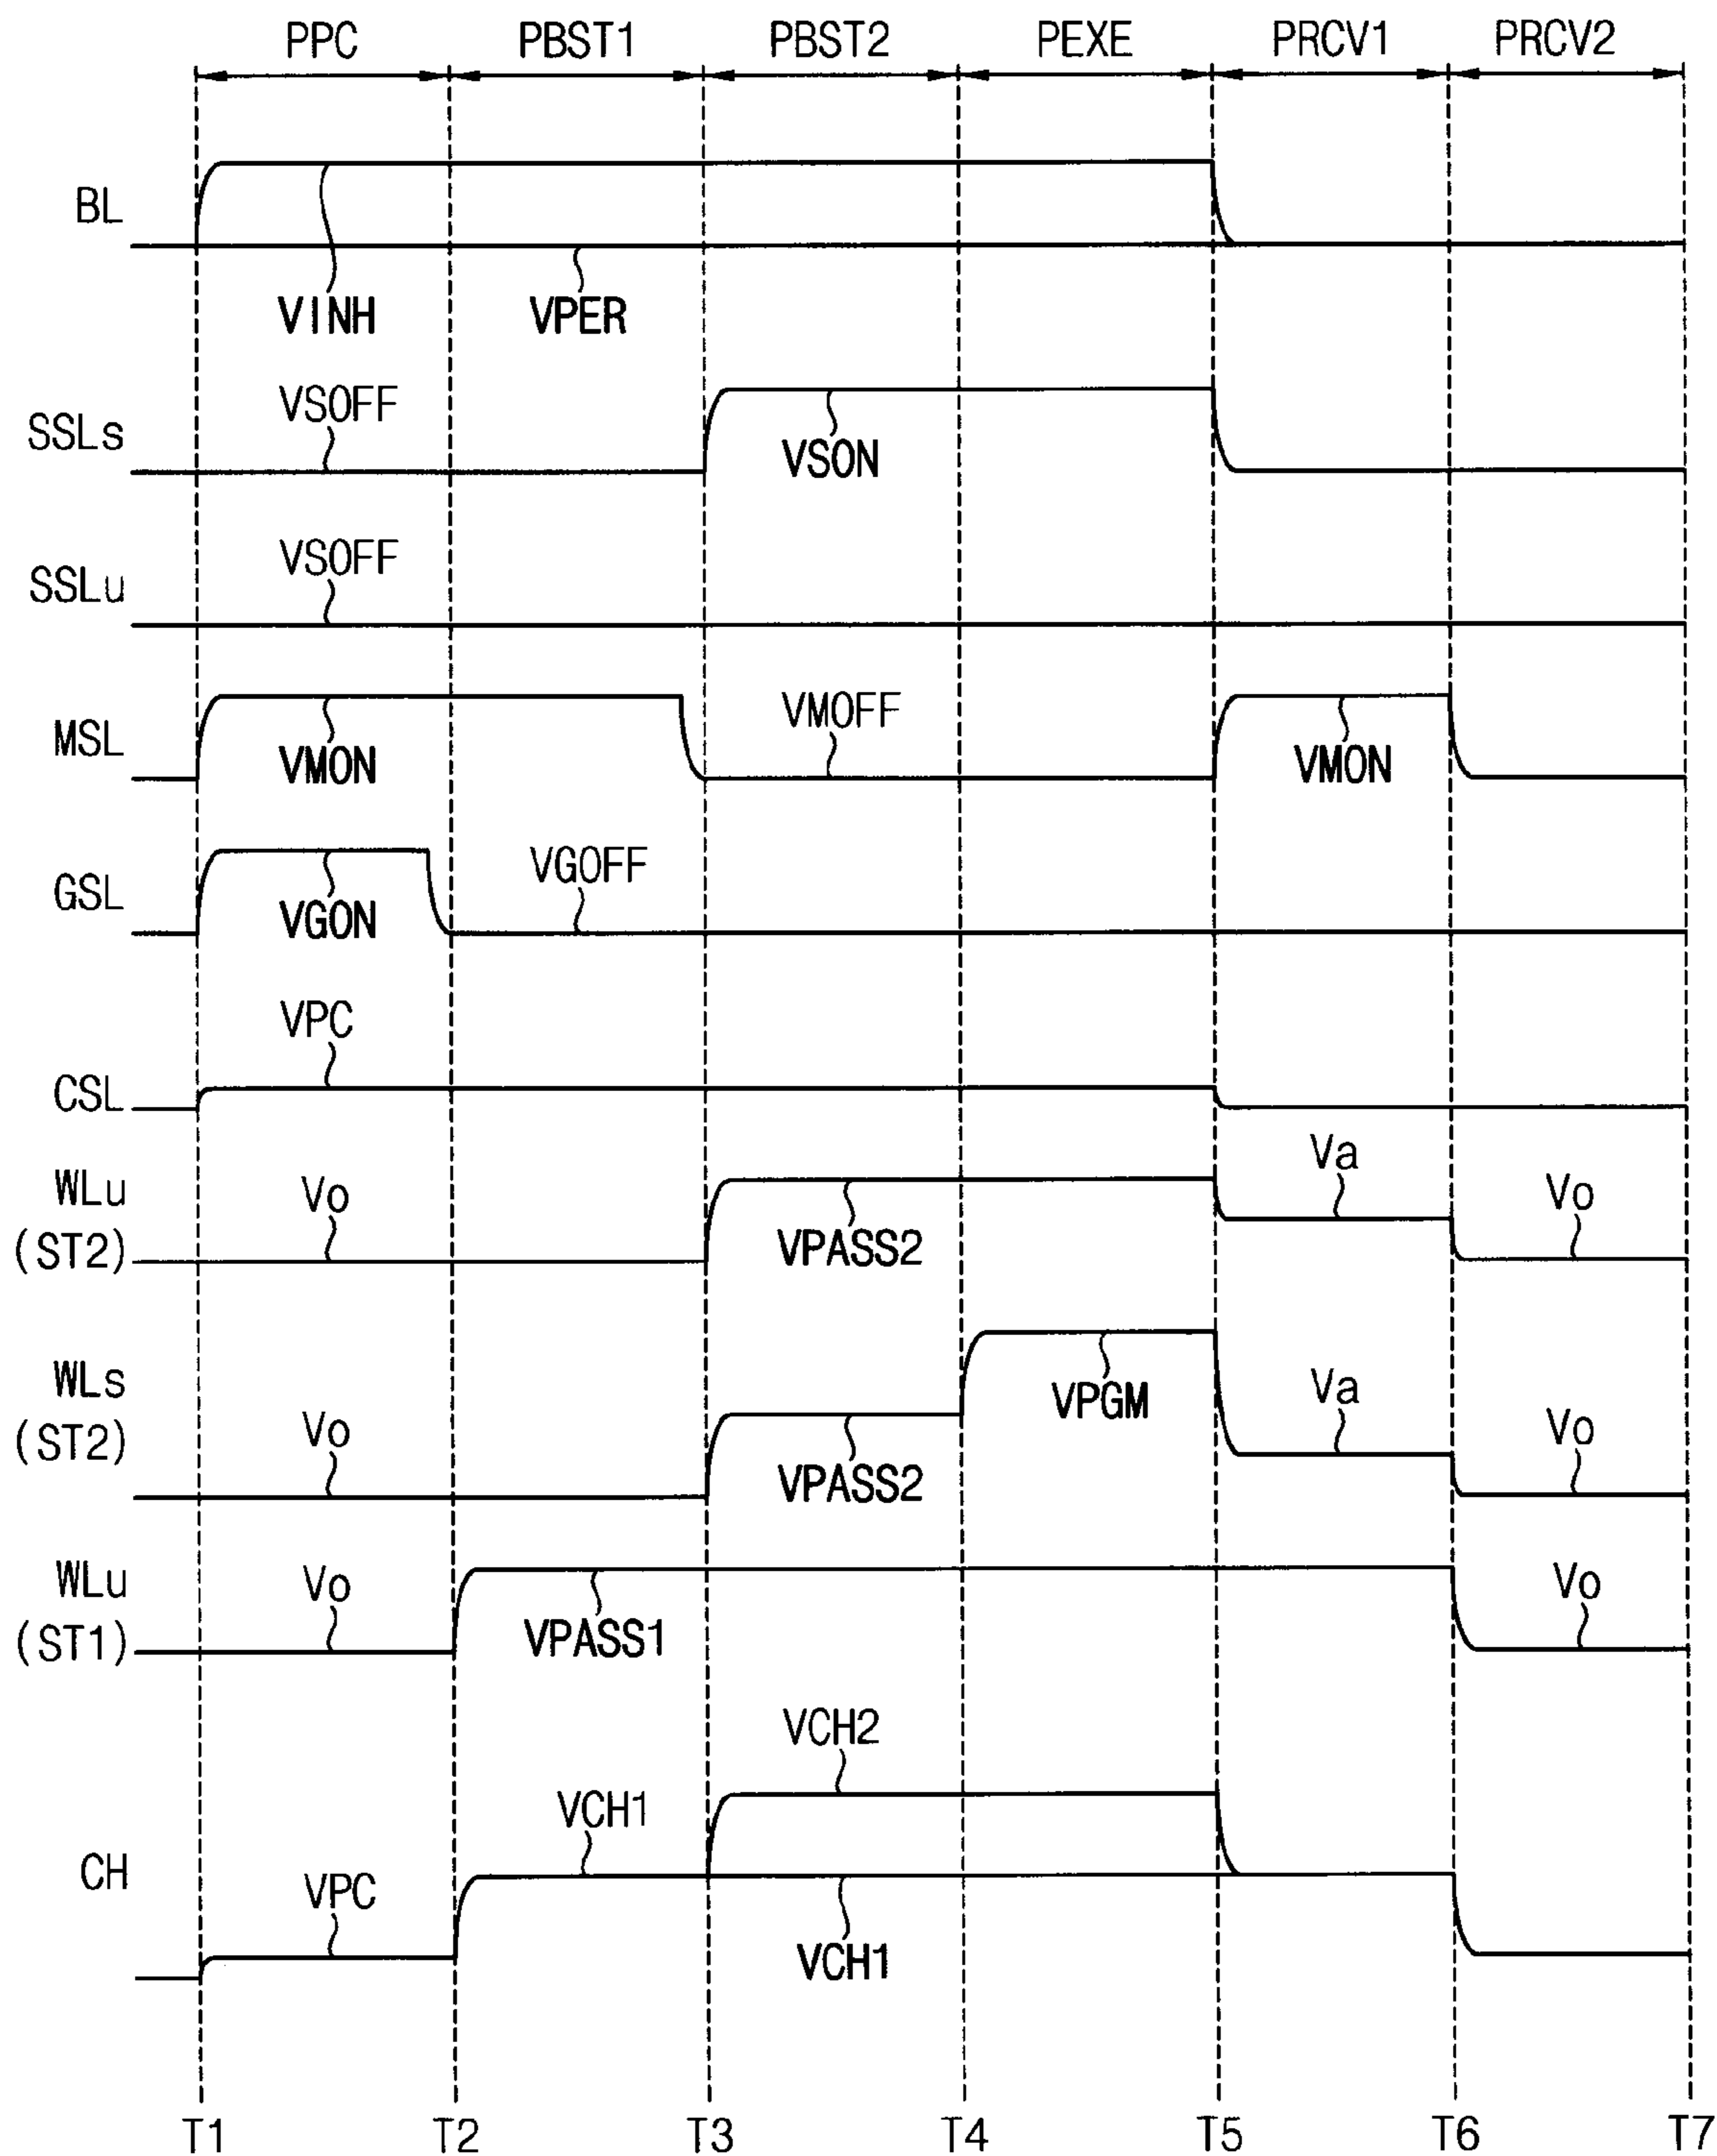 PPC PBST1 PBST2 PEXE PRCV1 PRCV2
BL
VINH VPER
VSOFF
SSLs
VSON
VSOFF
SSLu
VMOFF
MSL
VMON VMON
VGOFF
GSL
VGON
VPC
CSL
Va
WLu Vo Vo
(ST2) VPASS2
WLs VPGM Va
(ST2) Vo Vo
VPASS2
WLu Vo Vo
(ST1) VPASS1
VCH2
VCH1
CH VPC
VCH1
T1 T2 T3 T4 T5 T6 T7